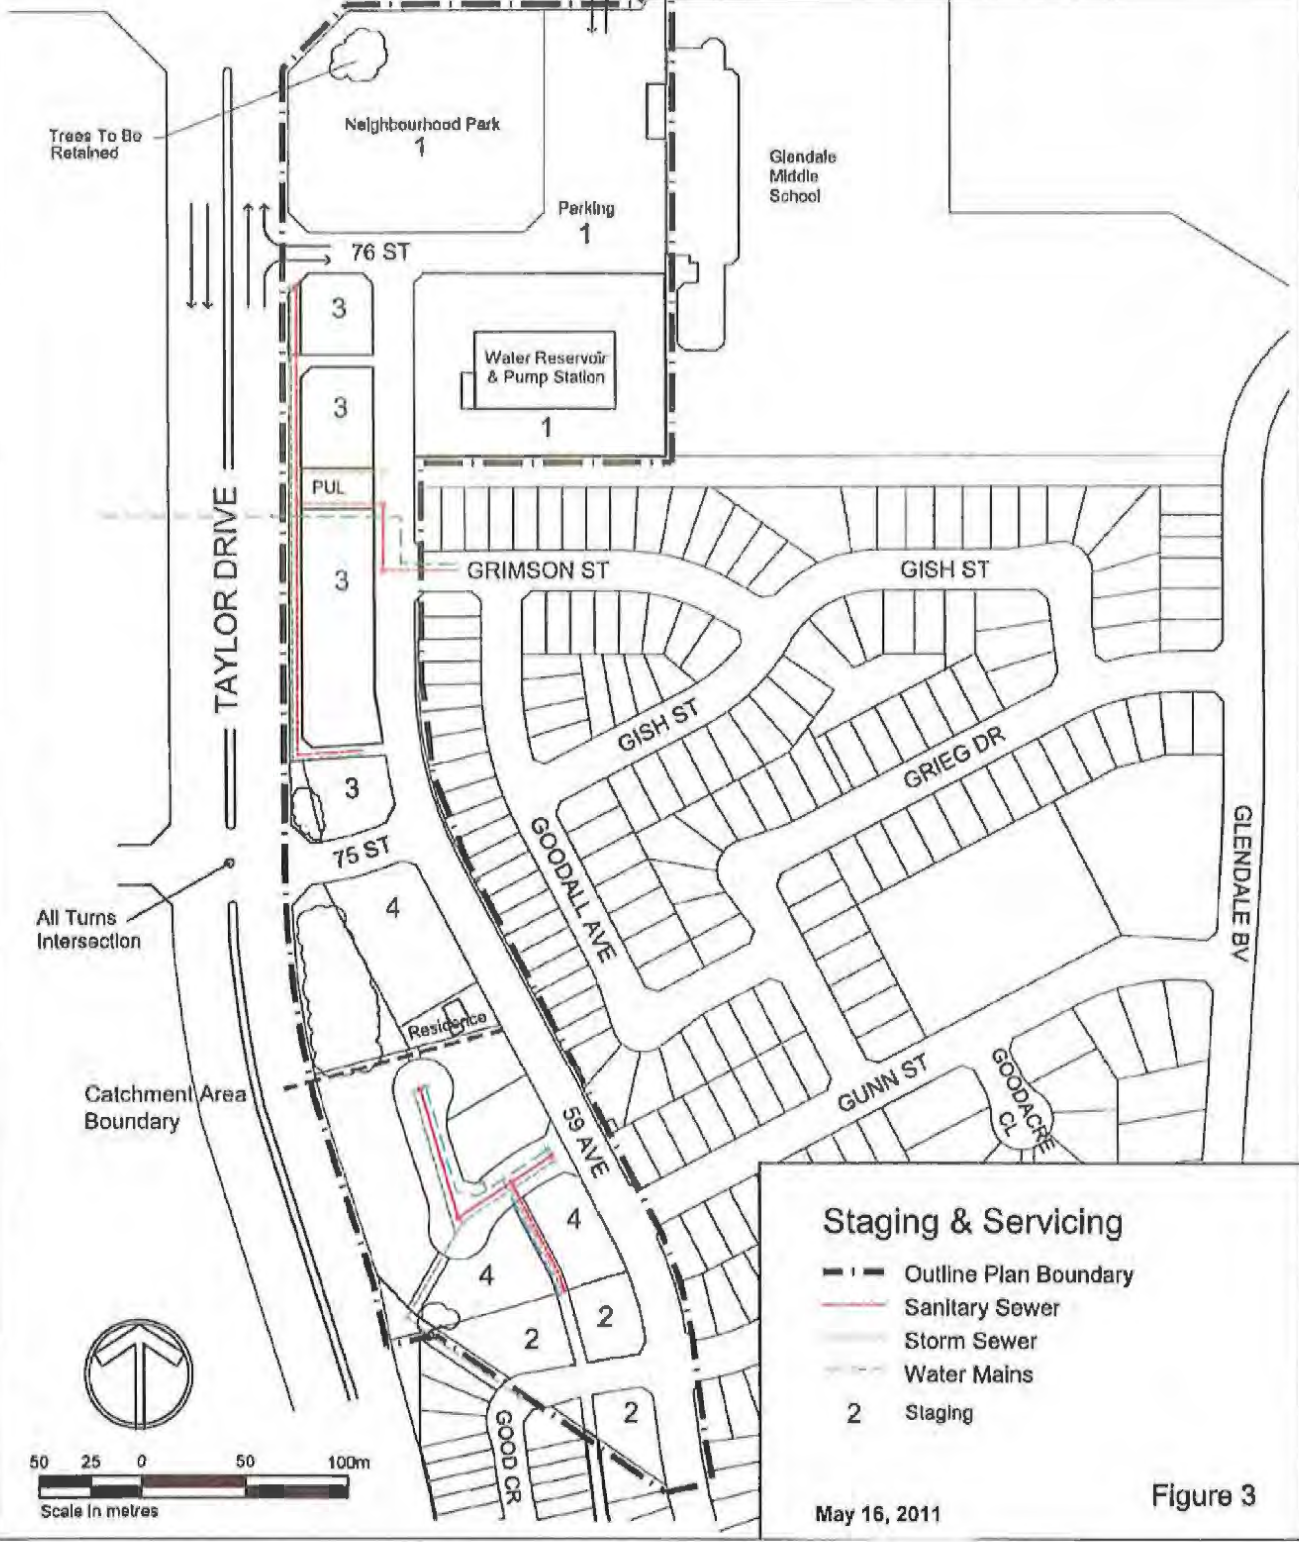 Trees To Be
Retained
Neighbourhood Park
1
Glendale
Middle
School
Parking
1
76 ST
3
Water Reservoir
& Pump Station
1
3
PUL
TAYLOR DRIVE
3
GRIMSON ST
GISH ST
GISH ST
GRIEG DR
3
75 ST
GOODALL AVE
GLENDALE BV
4
All Turns
Intersection
Residence
Catchment Area
Boundary
59 AVE
GUNN ST
GOODACRE
CL
4
4
2
2
2
GOOD CR
Staging & Servicing
Outline Plan Boundary
Sanitary Sewer
Storm Sewer
Water Mains
2 Staging
50 25 0 50 100m
Scale in metres
May 16, 2011
Figure 3